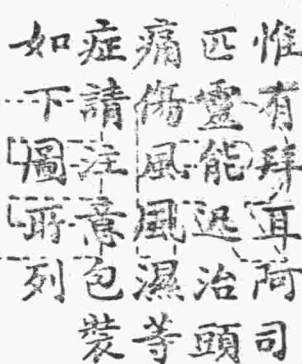 惟有拜耳阿司
匹靈能迅治頭
痛傷風風濕等
症請注意包裝
如下圖所列